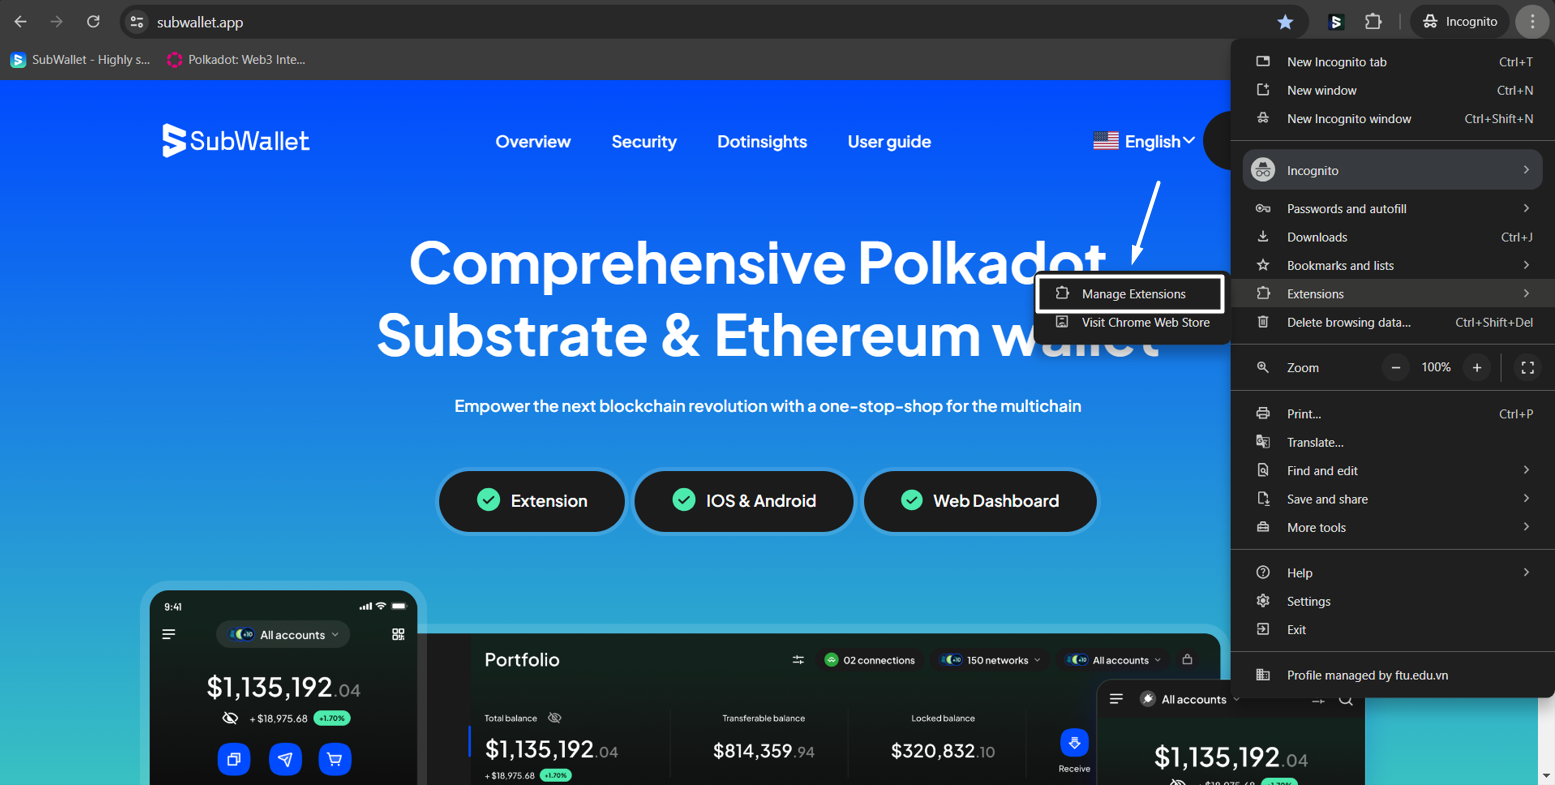 subwallet.app
Incognito
SubWallet - Highly s...
Polkadot: Web3 Inte...
SubWallet
Overview
Security
Dotinsights
User guide
English
Comprehensive Polkadot,
Substrate & Ethereum wallet
Empower the next blockchain revolution with a one-stop-shop for the multichain
Extension
IOS & Android
Web Dashboard
New Incognito tab Ctrl+T
New window Ctrl+N
New Incognito window Ctrl+Shift+N
Incognito
Passwords and autofill
Downloads Ctrl+J
Bookmarks and lists
Extensions
Delete browsing data... Ctrl+Shift+Del
Zoom − 100% +
Print... Ctrl+P
Translate...
Find and edit
Save and share
More tools
Help
Settings
Exit
Profile managed by ftu.edu.vn
Manage Extensions
Visit Chrome Web Store
9:41
+10 All accounts
$1,135,192.04
+ $18,975.68 +1.70%
Portfolio
02 connections
+10 150 networks
+10 All accounts
Total balance
$1,135,192.04
+ $18,975.68 +1.70%
Transferable balance
$814,359.94
Locked balance
$320,832.10
Receive
All accounts
$1,135,192.04